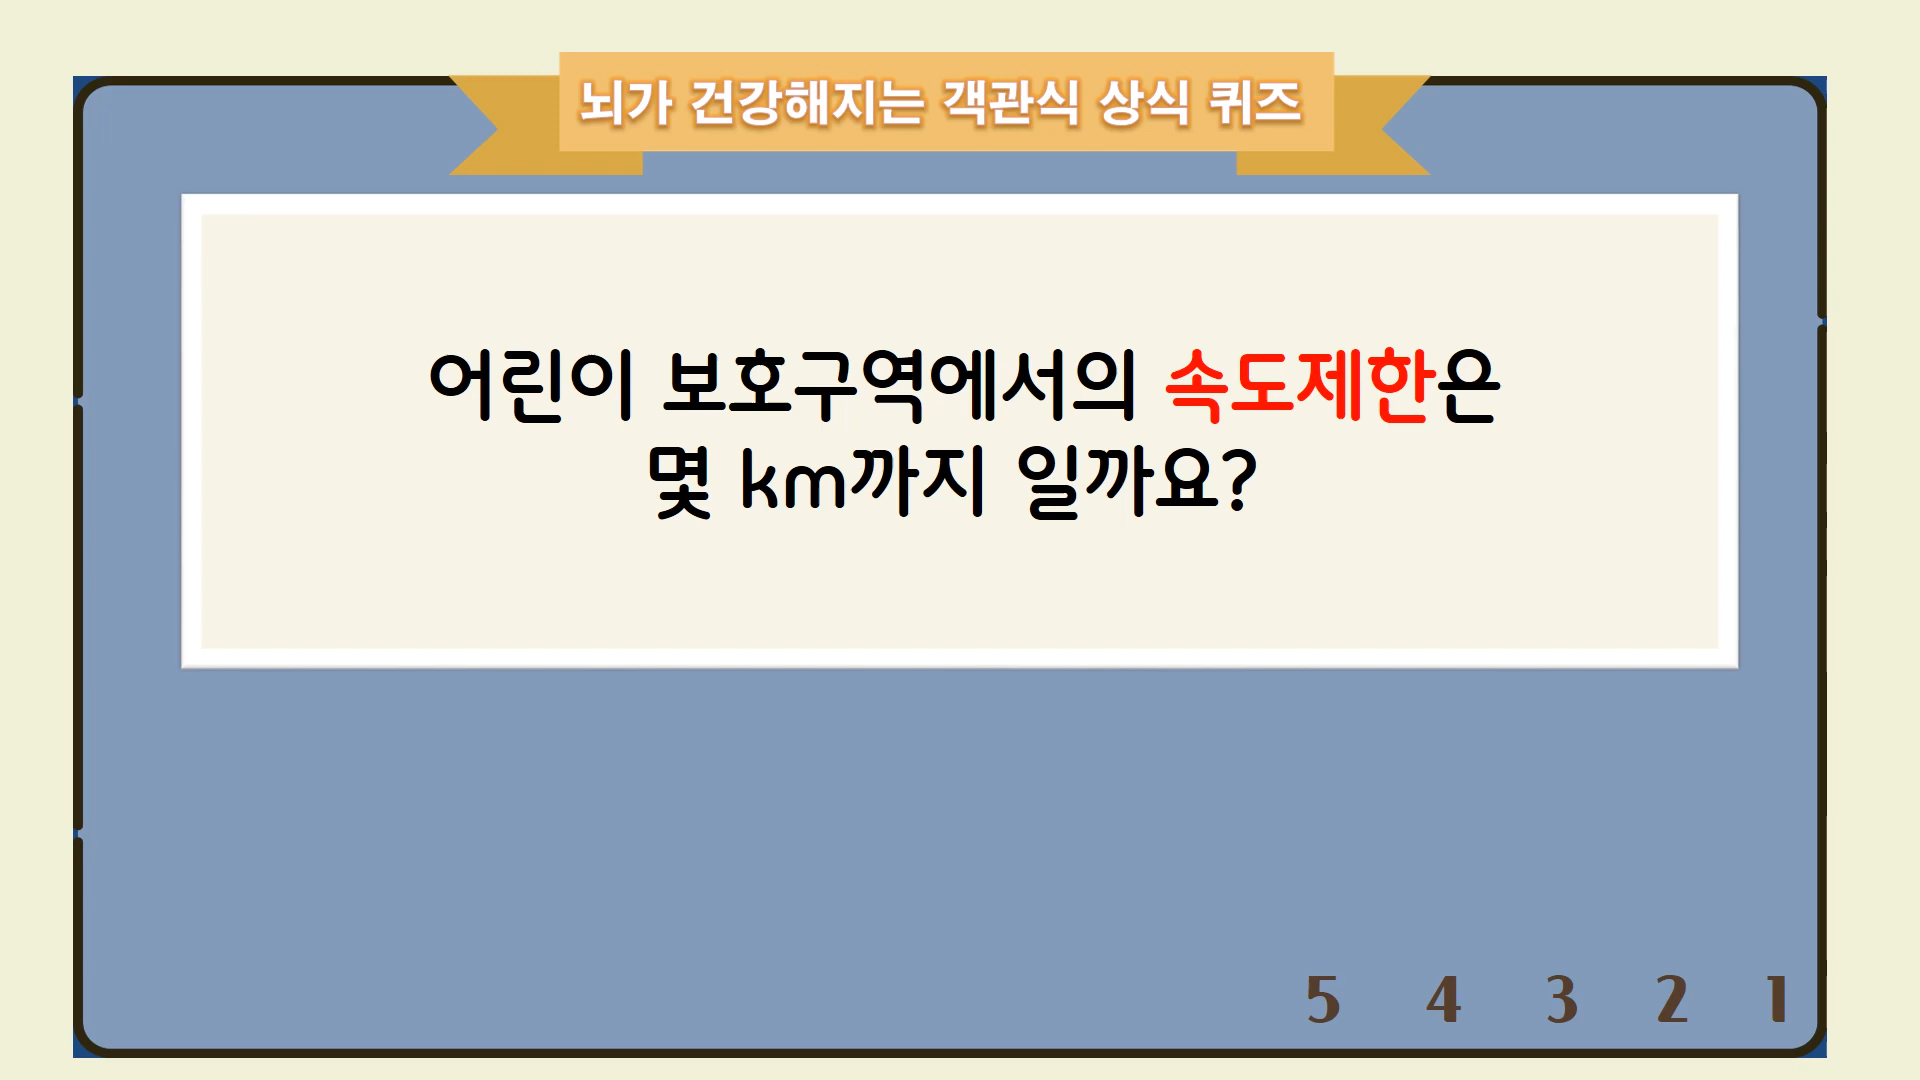 뇌가 건강해지는 객관식 상식 퀴즈
어린이 보호구역에서의 속도제한은
몇 km까지 일까요?
5 4 3 2 1